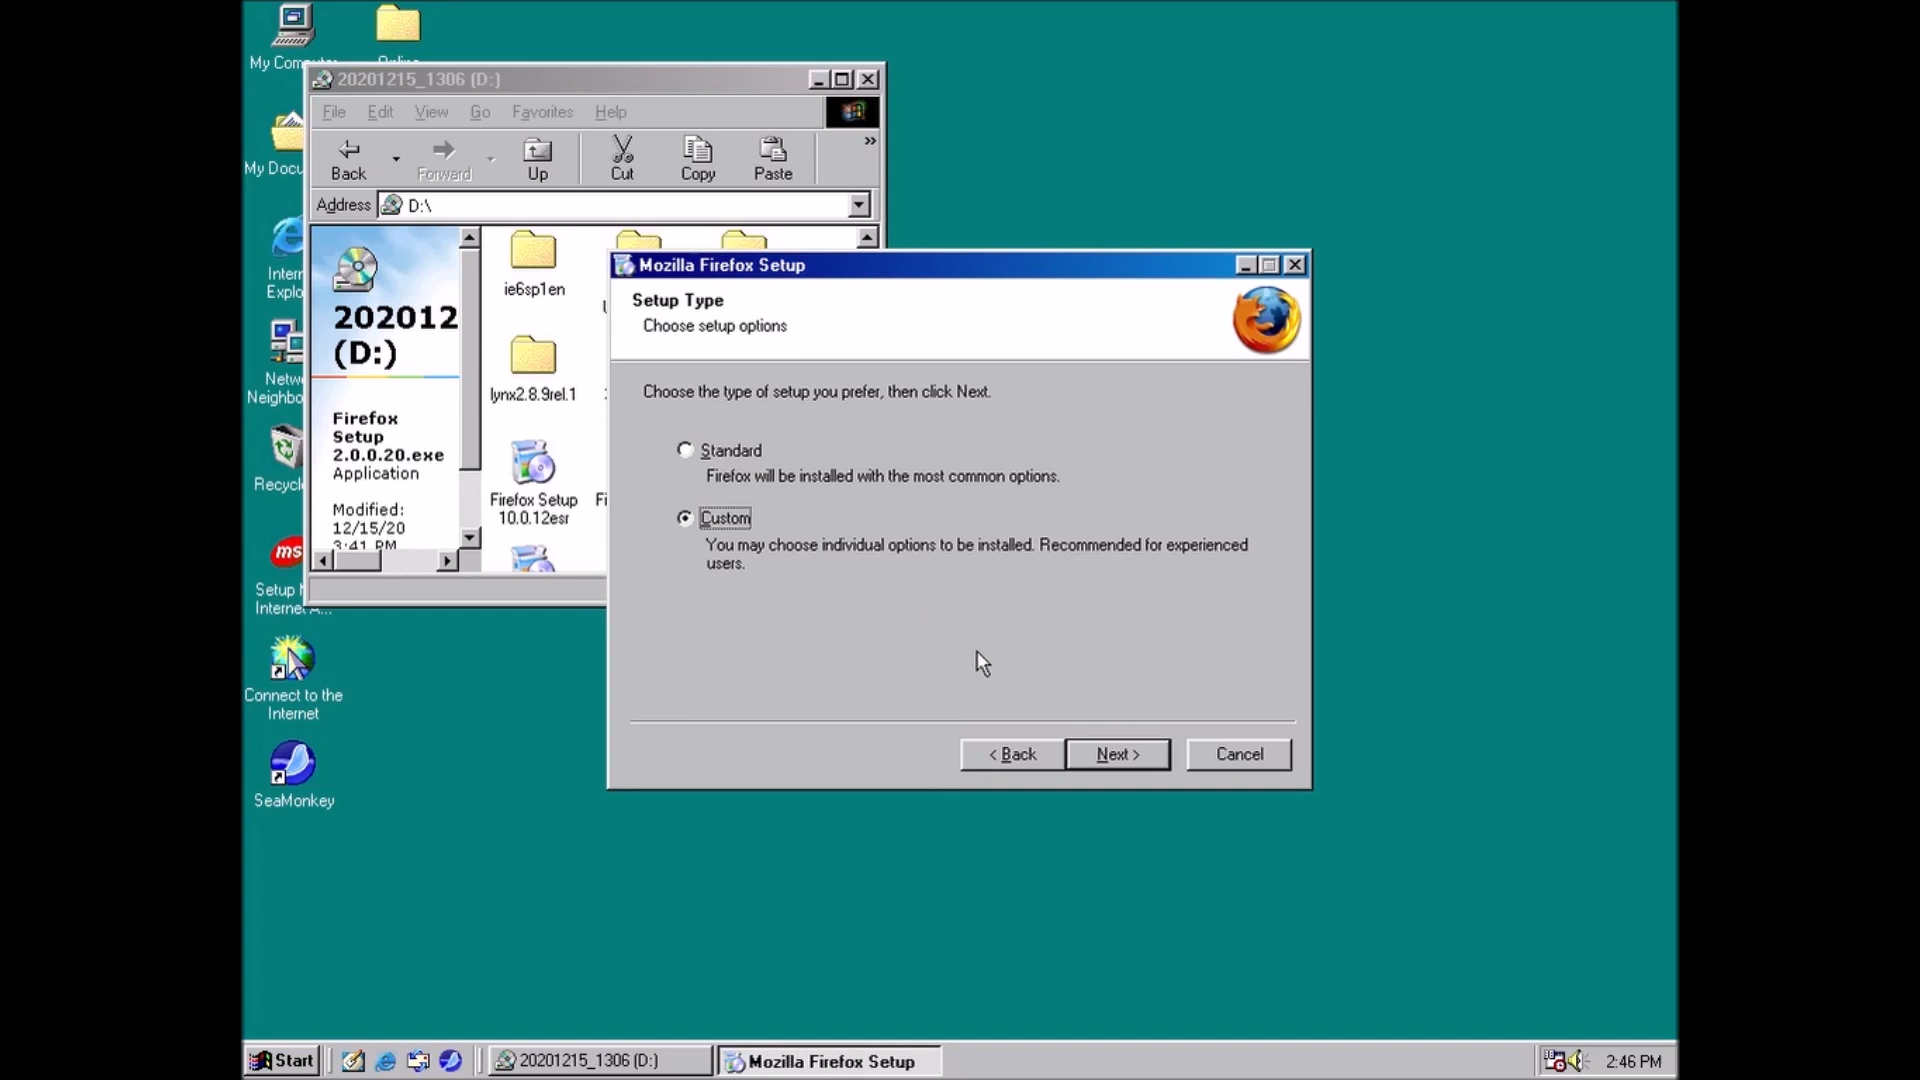 My Computer
Online
20201215_1306 (D:)
File Edit View Go Favorites Help
Back Forward Up Cut Copy Paste »
Address D:\
My Docu
202012
(D:)
Firefox
Setup
2.0.0.20.exe
Application
Modified:
12/15/20
3:41 PM
ie6sp1en
lynx2.8.9rel.1
Firefox Setup
10.0.12esr
Fi
Mozilla Firefox Setup
Setup Type
Choose setup options
Choose the type of setup you prefer, then click Next.
Standard
Firefox will be installed with the most common options.
Custom
You may choose individual options to be installed. Recommended for experienced
users.
< Back Next > Cancel
Intern
Explo
Netwo
Neighbo
Recycle
ms
Setup
Internet A...
Connect to the
Internet
SeaMonkey
Start 20201215_1306 (D:) Mozilla Firefox Setup 2:46 PM